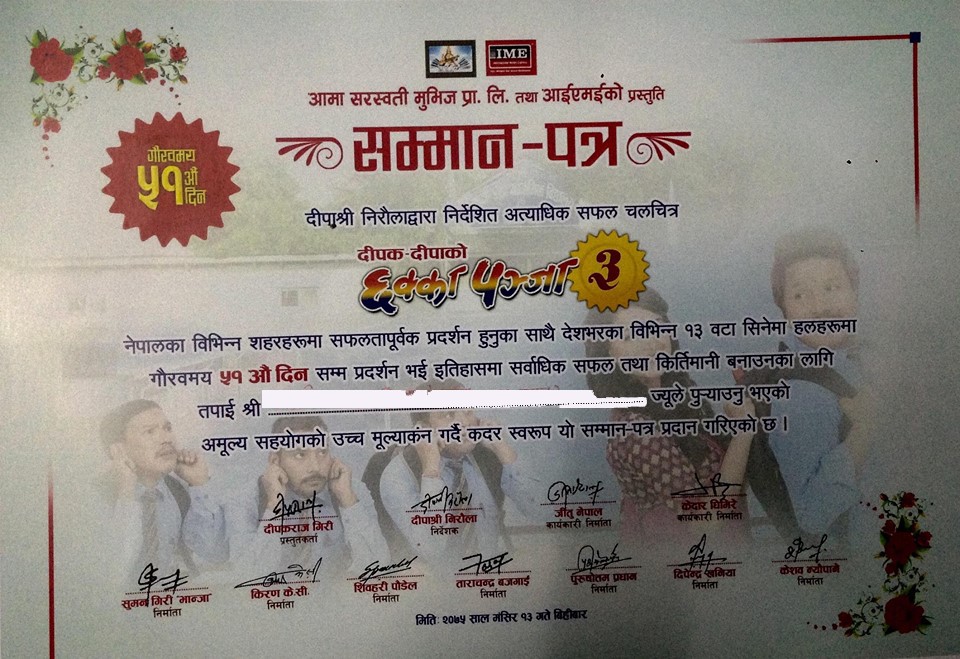 IME
आमा सरस्वती मुभिज प्रा. लि. तथा आईएमईको प्रस्तुति
सम्मान-पत्र
गौरवमय
५१ औ दिन
दीपाश्री निरौलाद्वारा निर्देशित अत्याधिक सफल चलचित्र
दीपक-दीपाको
छक्का पञ्जा ३
नेपालका विभिन्न शहरहरूमा सफलतापूर्वक प्रदर्शन हुनुका साथै देशभरका विभिन्न १३ वटा सिनेमा हलहरूमा
गौरवमय ५१ औ दिन सम्म प्रदर्शन भई इतिहासमा सर्वाधिक सफल तथा किर्तिमानी बनाउनका लागि
तपाई श्री ज्यूले पुऱ्याउनु भएको
अमूल्य सहयोगको उच्च मूल्याकंन गर्दै कदर स्वरूप यो सम्मान-पत्र प्रदान गरिएको छ।
दीपकराज गिरी
प्रस्तुतकर्ता
दीपाश्री निरोला
निर्देशक
जीतु नेपाल
कार्यकारी निर्माता
केदार घिमिरे
कार्यकारी निर्माता
सुमन गिरी 'मान्जा'
निर्माता
किरण के.सी.
निर्माता
शिवहरी पौडेल
निर्माता
ताराचन्द्र बजगाई
निर्माता
पुरुषोतम प्रधान
निर्माता
दिपेन्द्र खनिया
निर्माता
केशव न्यौपाने
निर्माता
मिति: २०७५ साल मंसिर १३ गते बिहीबार